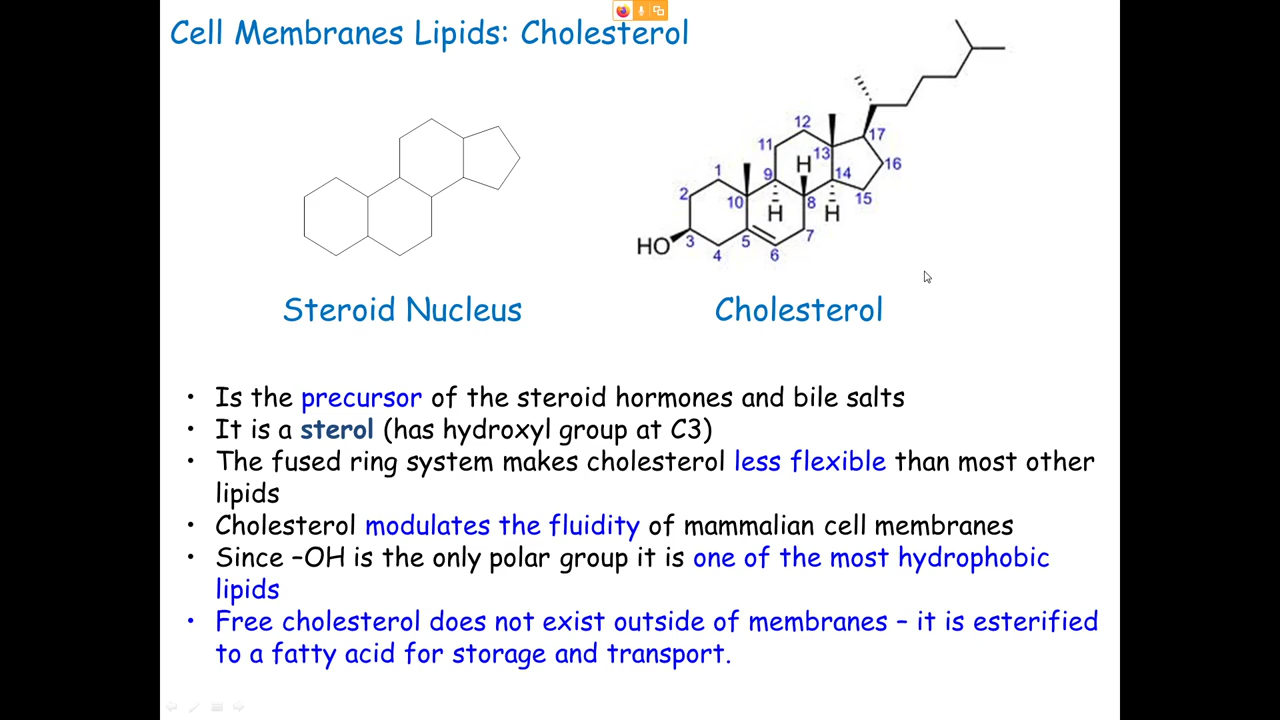 Cell Membranes Lipids: Cholesterol
12
11
17
13
H
16
1
9
14
2
10
8
15
H
H
HO
3
5
7
4
6
Steroid Nucleus
Cholesterol
• Is the precursor of the steroid hormones and bile salts
• It is a sterol (has hydroxyl group at C3)
• The fused ring system makes cholesterol less flexible than most other
lipids
• Cholesterol modulates the fluidity of mammalian cell membranes
• Since –OH is the only polar group it is one of the most hydrophobic
lipids
• Free cholesterol does not exist outside of membranes – it is esterified
to a fatty acid for storage and transport.